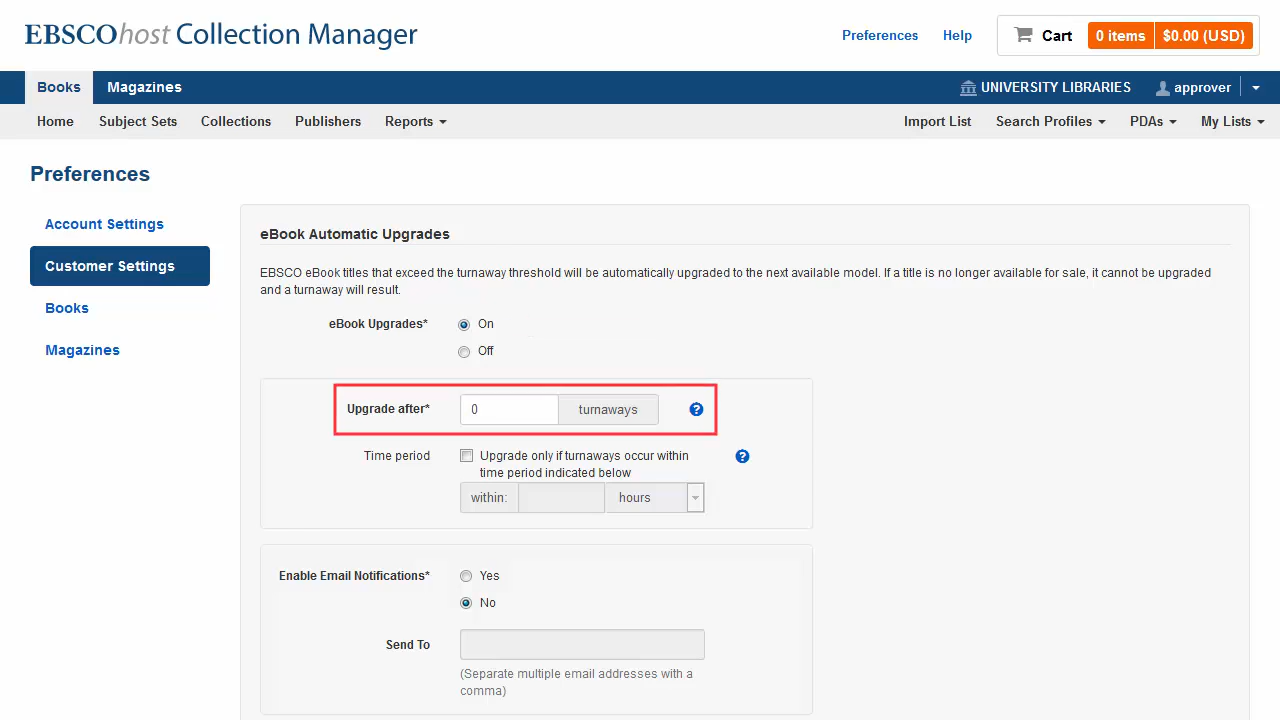 EBSCOhost Collection Manager
Preferences Help Cart 0 items $0.00 (USD)
Books Magazines UNIVERSITY LIBRARIES approver
Home Subject Sets Collections Publishers Reports Import List Search Profiles PDAs My Lists
Preferences
Account Settings
Customer Settings
Books
Magazines
eBook Automatic Upgrades
EBSCO eBook titles that exceed the turnaway threshold will be automatically upgraded to the next available model. If a title is no longer available for sale, it cannot be upgraded
and a turnaway will result.
eBook Upgrades* On
Off
Upgrade after* 0 turnaways ?
Time period Upgrade only if turnaways occur within ?
time period indicated below
within: hours
Enable Email Notifications* Yes
No
Send To
(Separate multiple email addresses with a
comma)